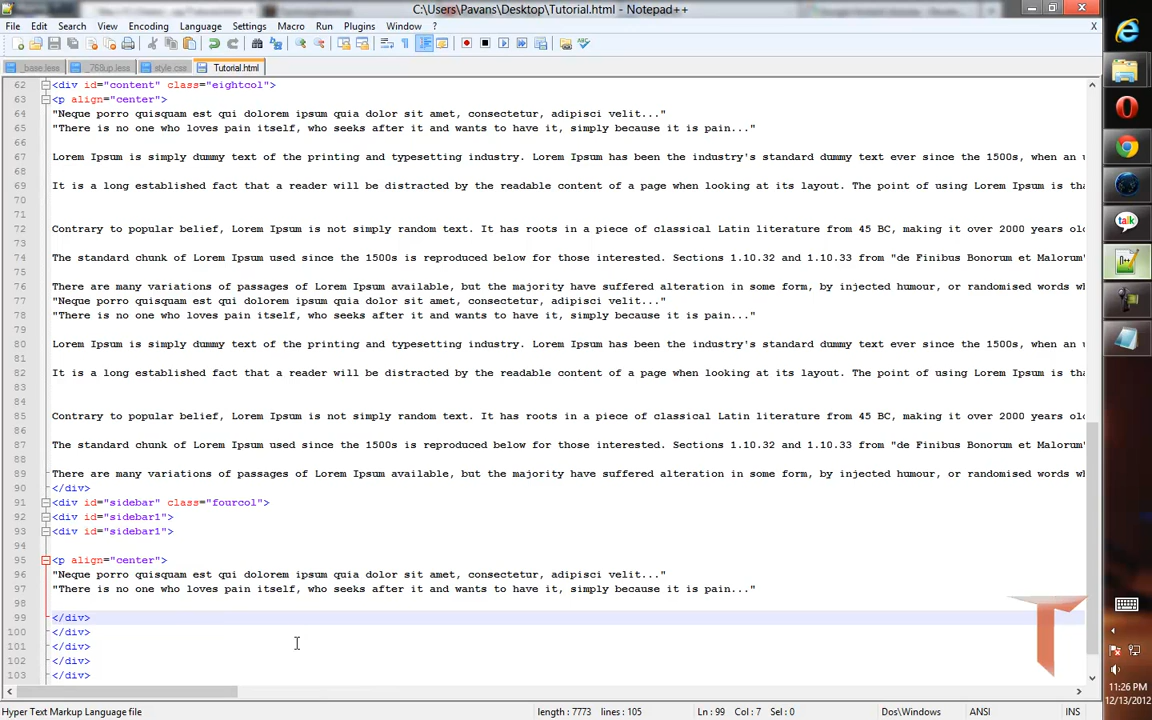 C:\Users\Pavans\Desktop\Tutorial.html - Notepad++
File Edit Search View Encoding Language Settings Macro Run Plugins Window ? X
_base.less _768up.less style.css Tutorial.html
62 <div id="content" class="eightcol">
63 <p align="center">
64 "Neque porro quisquam est qui dolorem ipsum quia dolor sit amet, consectetur, adipisci velit..."
65 "There is no one who loves pain itself, who seeks after it and wants to have it, simply because it is pain..."
66
67 Lorem Ipsum is simply dummy text of the printing and typesetting industry. Lorem Ipsum has been the industry's standard dummy text ever since the 1500s, when an
68
69 It is a long established fact that a reader will be distracted by the readable content of a page when looking at its layout. The point of using Lorem Ipsum is
70
71
72 Contrary to popular belief, Lorem Ipsum is not simply random text. It has roots in a piece of classical Latin literature from 45 BC, making it over 2000 years
73
74 The standard chunk of Lorem Ipsum used since the 1500s is reproduced below for those interested. Sections 1.10.32 and 1.10.33 from "de Finibus Bonorum et Malorum"
75
76 There are many variations of passages of Lorem Ipsum available, but the majority have suffered alteration in some form, by injected humour, or randomised words
77 "Neque porro quisquam est qui dolorem ipsum quia dolor sit amet, consectetur, adipisci velit..."
78 "There is no one who loves pain itself, who seeks after it and wants to have it, simply because it is pain..."
79
80 Lorem Ipsum is simply dummy text of the printing and typesetting industry. Lorem Ipsum has been the industry's standard dummy text ever since the 1500s, when an
81
82 It is a long established fact that a reader will be distracted by the readable content of a page when looking at its layout. The point of using Lorem Ipsum is
83
84
85 Contrary to popular belief, Lorem Ipsum is not simply random text. It has roots in a piece of classical Latin literature from 45 BC, making it over 2000 years
86
87 The standard chunk of Lorem Ipsum used since the 1500s is reproduced below for those interested. Sections 1.10.32 and 1.10.33 from "de Finibus Bonorum et Malorum"
88
89 There are many variations of passages of Lorem Ipsum available, but the majority have suffered alteration in some form, by injected humour, or randomised words
90 </div>
91 <div id="sidebar" class="fourcol">
92 <div id="sidebar1">
93 <div id="sidebar1">
94
95 <p align="center">
96 "Neque porro quisquam est qui dolorem ipsum quia dolor sit amet, consectetur, adipisci velit..."
97 "There is no one who loves pain itself, who seeks after it and wants to have it, simply because it is pain..."
98
99 </div>
100 </div>
101 </div>
102 </div>
103 </div>
Hyper Text Markup Language file length : 7773 lines : 105 Ln : 99 Col : 7 Sel : 0 Dos\Windows ANSI INS
talk
11:26 PM
12/13/2012